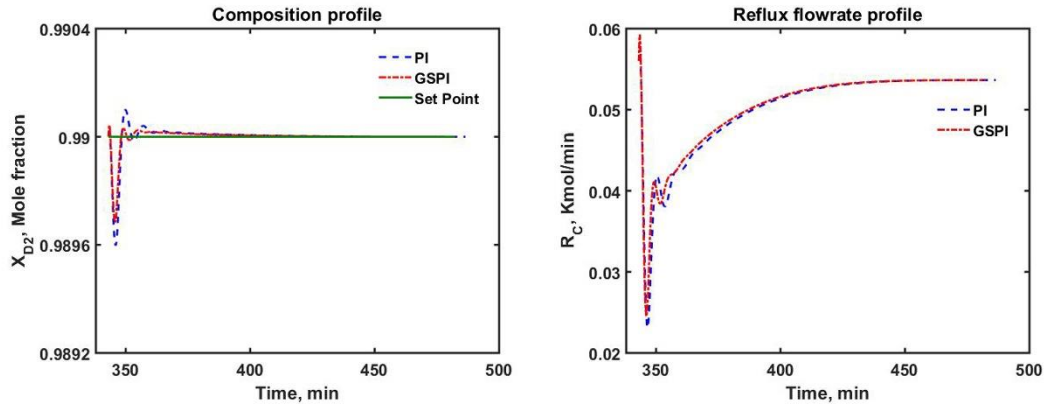 Composition profile
0.9904
0.99
0.9896
0.9892
X_D2, Mole fraction
PI
GSPI
Set Point
350
400
450
500
Time, min
Reflux flowrate profile
0.06
0.05
0.04
0.03
0.02
R_C, Kmol/min
PI
GSPI
350
400
450
500
Time, min